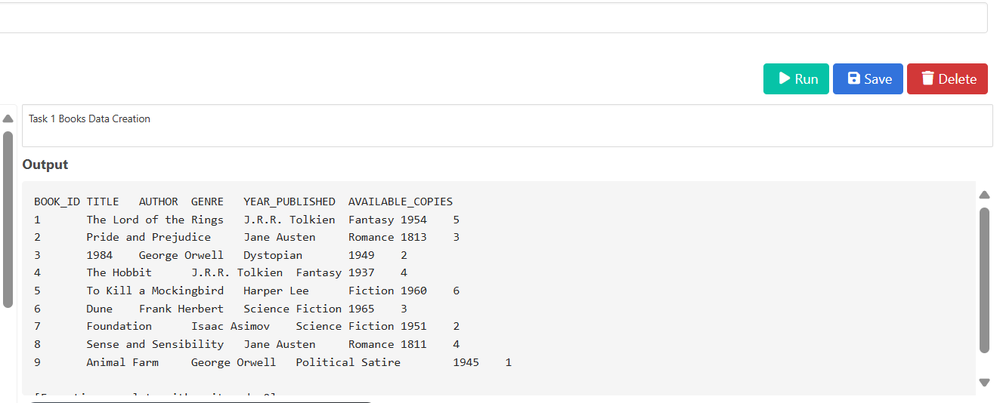 Run Save Delete
Task 1 Books Data Creation
Output
BOOK_ID TITLE AUTHOR GENRE YEAR_PUBLISHED AVAILABLE_COPIES
1 The Lord of the Rings J.R.R. Tolkien Fantasy 1954 5
2 Pride and Prejudice Jane Austen Romance 1813 3
3 1984 George Orwell Dystopian 1949 2
4 The Hobbit J.R.R. Tolkien Fantasy 1937 4
5 To Kill a Mockingbird Harper Lee Fiction 1960 6
6 Dune Frank Herbert Science Fiction 1965 3
7 Foundation Isaac Asimov Science Fiction 1951 2
8 Sense and Sensibility Jane Austen Romance 1811 4
9 Animal Farm George Orwell Political Satire 1945 1